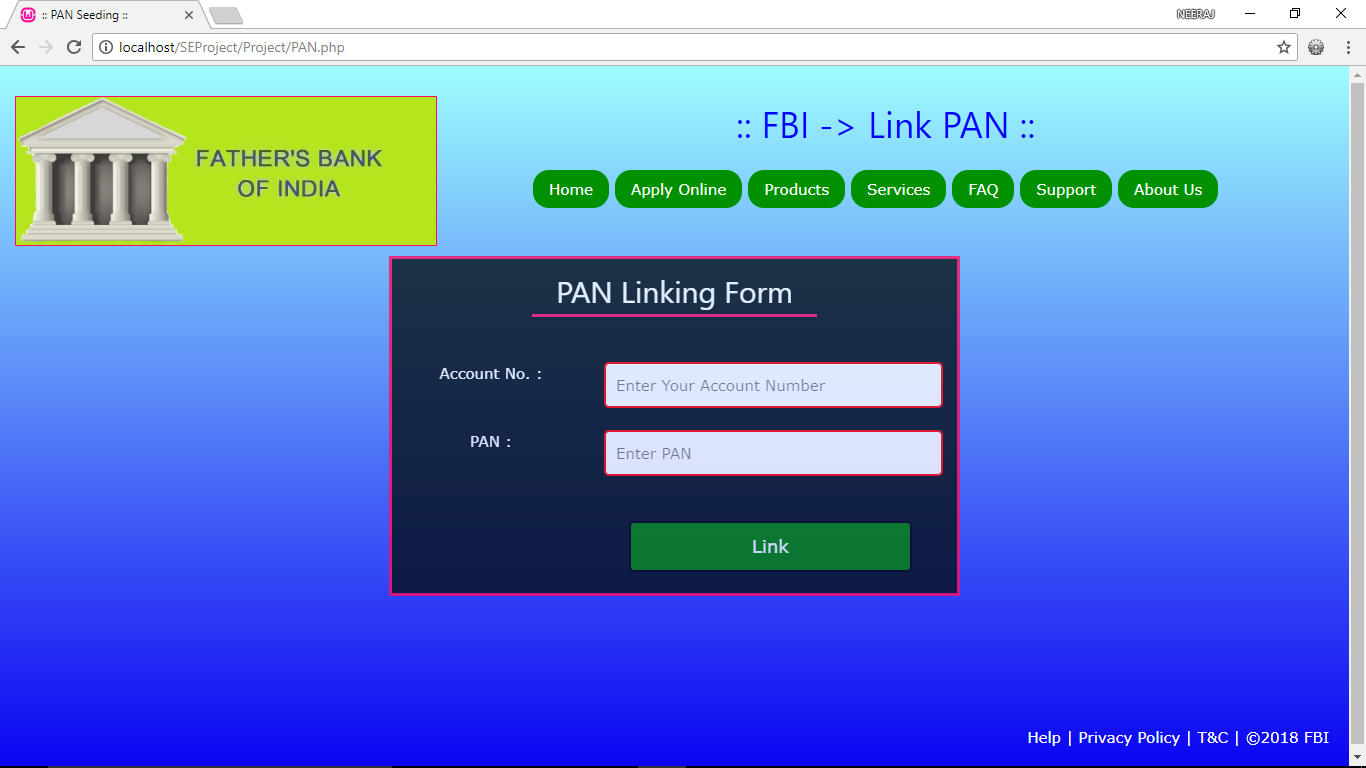 :: PAN Seeding ::
NEERAJ
localhost/SEProject/Project/PAN.php
FATHER'S BANK
OF INDIA
:: FBI -> Link PAN ::
Home Apply Online Products Services FAQ Support About Us
PAN Linking Form
Account No. : Enter Your Account Number
PAN : Enter PAN
Link
Help | Privacy Policy | T&C | ©2018 FBI